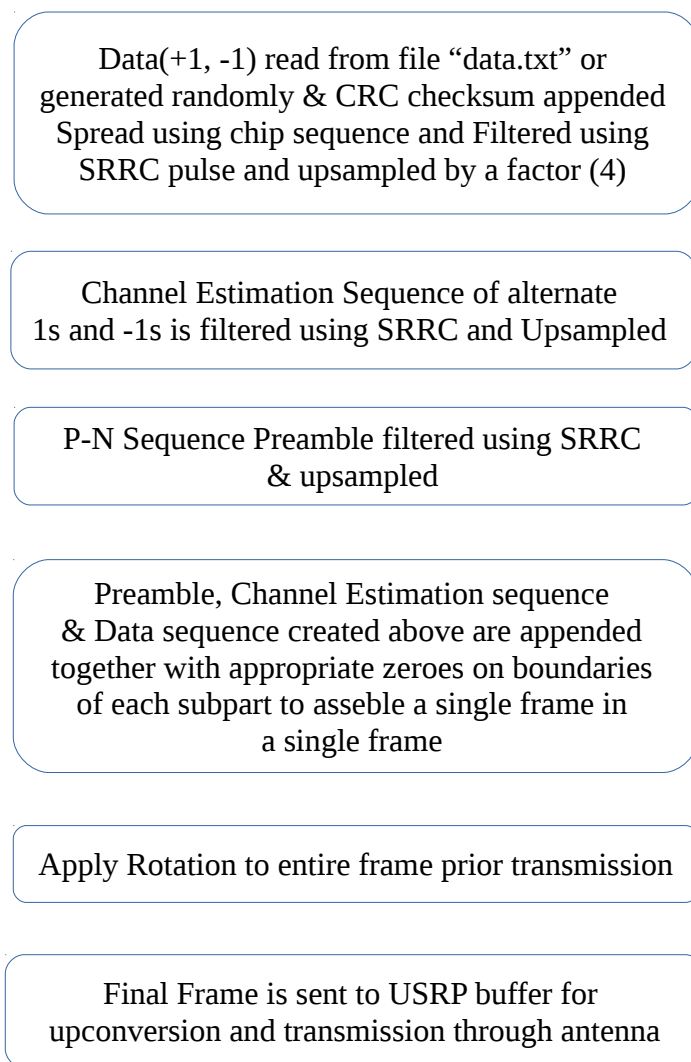 Data(+1, -1) read from file “data.txt” or
generated randomly & CRC checksum appended
Spread using chip sequence and Filtered using
SRRC pulse and upsampled by a factor (4)
Channel Estimation Sequence of alternate
1s and -1s is filtered using SRRC and Upsampled
P-N Sequence Preamble filtered using SRRC
& upsampled
Preamble, Channel Estimation sequence
& Data sequence created above are appended
together with appropriate zeroes on boundaries
of each subpart to asseble a single frame in
a single frame
Apply Rotation to entire frame prior transmission
Final Frame is sent to USRP buffer for
upconversion and transmission through antenna